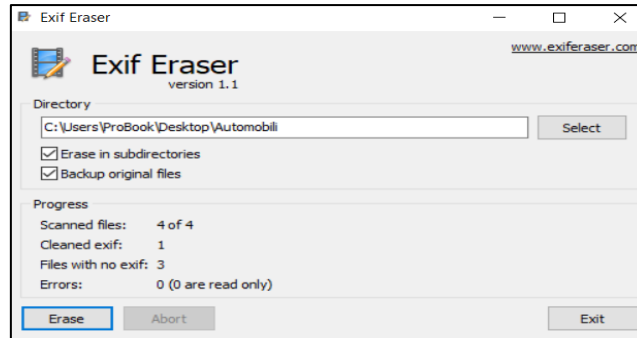 Exif Eraser
www.exiferaser.com
Exif Eraser
version 1.1
Directory
C:\Users\ProBook\Desktop\Automobili
Select
Erase in subdirectories
Backup original files
Progress
Scanned files: 4 of 4
Cleaned exif: 1
Files with no exif: 3
Errors: 0 (0 are read only)
Erase Abort Exit